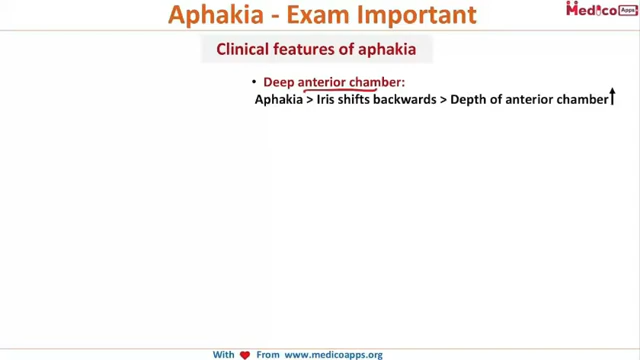 Aphakia - Exam Important
Medico Apps
Clinical features of aphakia
• Deep anterior chamber:
Aphakia > Iris shifts backwards > Depth of anterior chamber↑
With ♥ From www.medicoapps.org